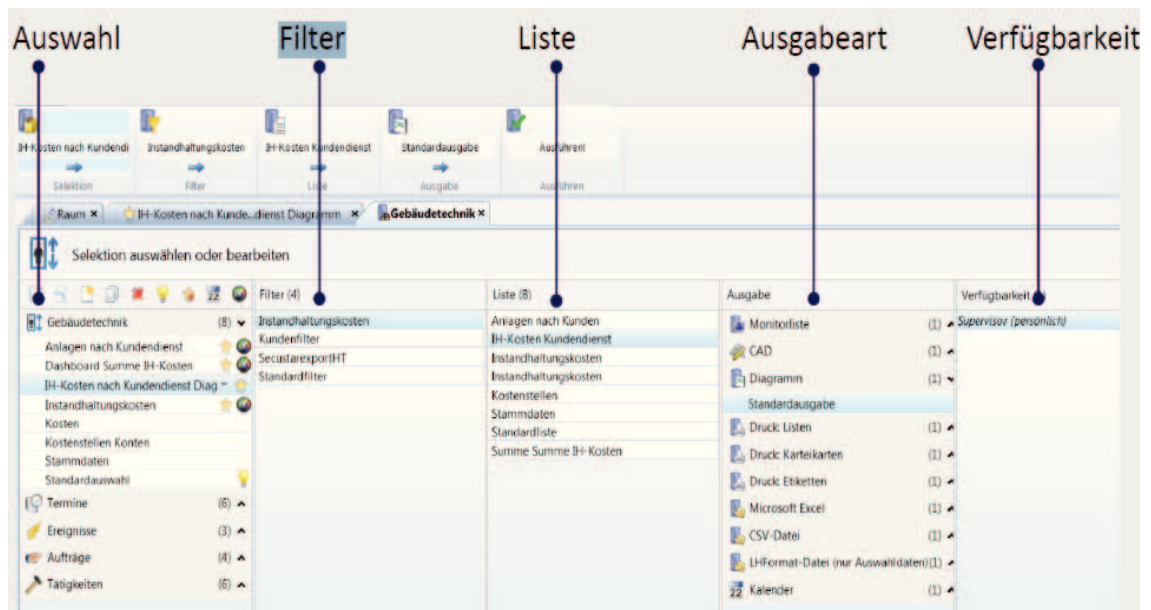 Auswahl Filter Liste Ausgabeart Verfügbarkeit
IH-Kosten nach Kundendi Instandhaltungskosten IH-Kosten Kundendienst Standardausgabe Ausführen!
Selektion Filter Liste Ausgabe Ausführen
Raum × IH-Kosten nach Kunde...dienst Diagramm × Gebäudetechnik ×
Selektion auswählen oder bearbeiten
22 Filter (4) Liste (8) Ausgabe Verfügbarkeit
Gebäudetechnik (8)
Anlagen nach Kundendienst
Dashboard Summe IH-Kosten
IH-Kosten nach Kundendienst Diag
Instandhaltungskosten
Kosten
Kostenstellen Konten
Stammdaten
Standardauswahl
Termine (6)
Ereignisse (3)
Aufträge (4)
Tätigkeiten (6)
Instandhaltungskosten
Kundenfilter
SecustarexportHT
Standardfilter
Anlagen nach Kunden
IH-Kosten Kundendienst
Instandhaltungskosten
Instandhaltungskosten
Kostenstellen
Stammdaten
Standardliste
Summe Summe IH-Kosten
Monitorliste (1)
CAD (1)
Diagramm (1)
Standardausgabe
Druck: Listen (1)
Druck: Karteikarten (1)
Druck: Etiketten (1)
Microsoft Excel (1)
CSV-Datei (1)
LHFormat-Datei (nur Auswahldaten)(1)
22 Kalender (1)
Supervisor (persönlich)